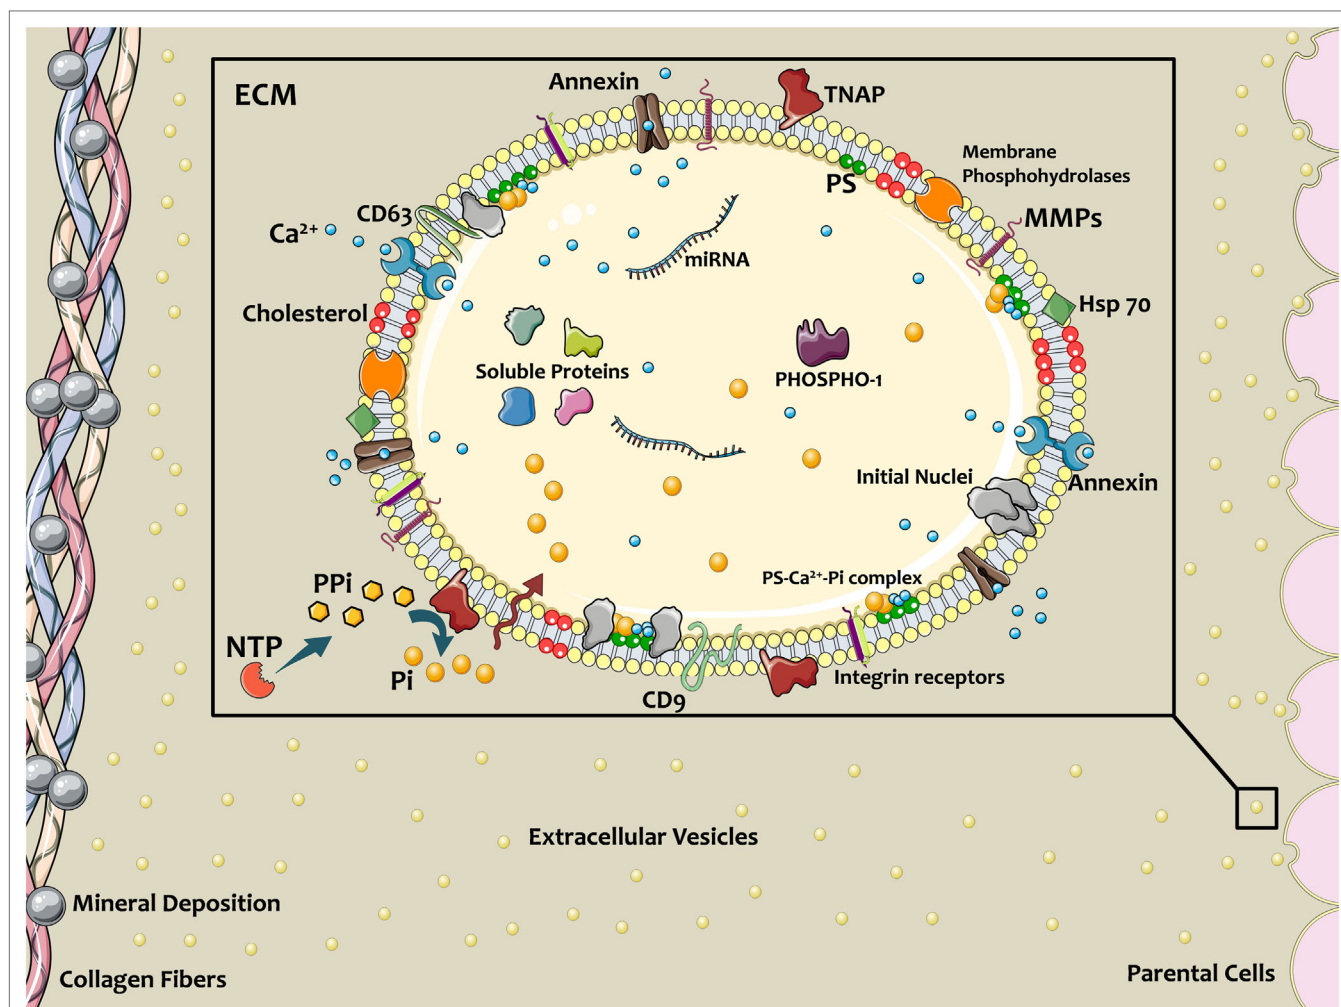 ECM
Annexin
TNAP
Membrane
Phosphohydrolases
PS
CD63
MMPs
Ca²⁺
miRNA
Hsp 70
Cholesterol
Soluble Proteins
PHOSPHO-1
Initial Nuclei
Annexin
PS-Ca²⁺-Pi complex
PPi
NTP
Pi
Integrin receptors
CD9
Extracellular Vesicles
Mineral Deposition
Collagen Fibers
Parental Cells